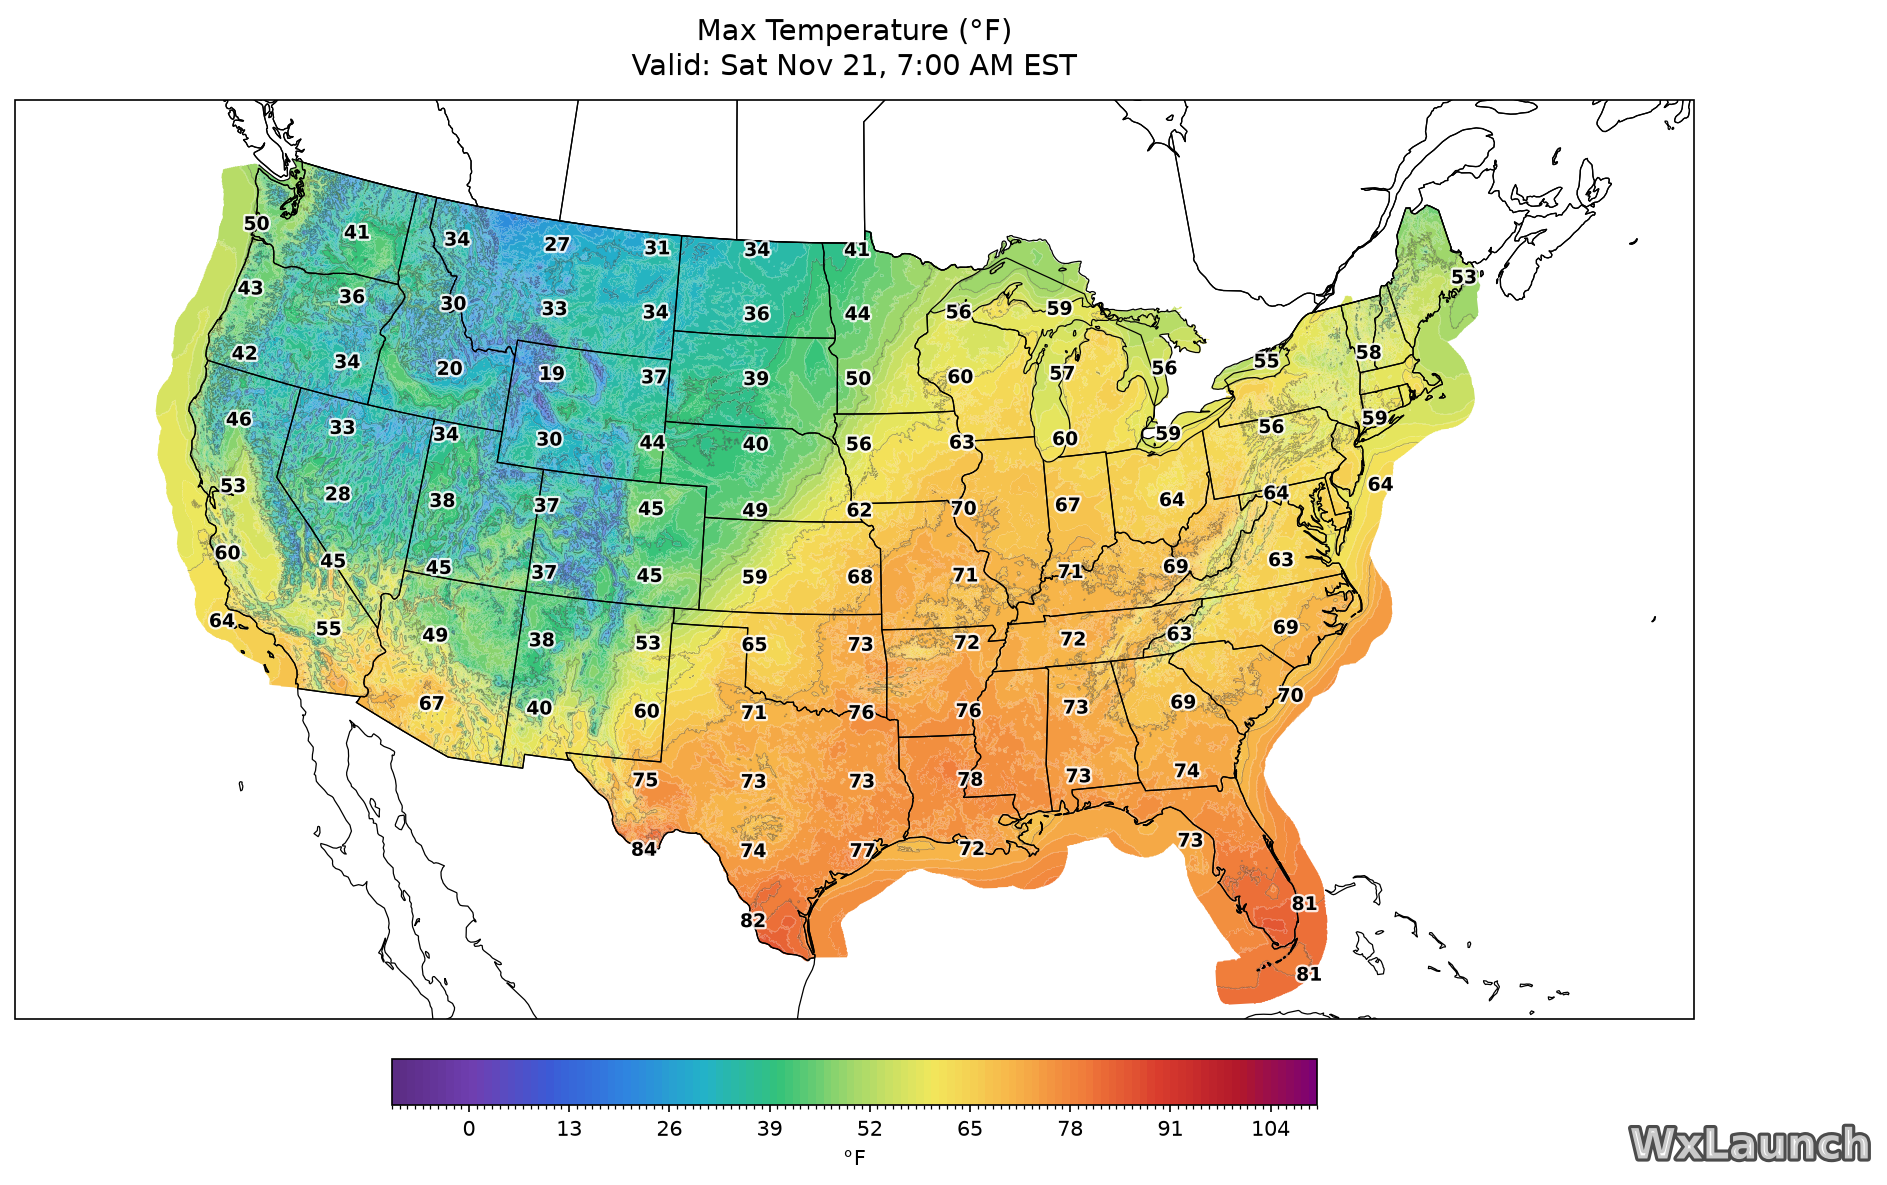 Max Temperature (°F)
Valid: Sat Nov 21, 7:00 AM EST
50 41 34 27 31 34 41
43 36 30 33 34 36 44 56 59 53
42 34 20 19 37 39 50 60 57 56 55 58
46 33 34 30 44 40 56 63 60 59 56 59
53 28 38 37 45 49 62 70 67 64 64 64
60 45 45 37 45 59 68 71 71 69 63
64 55 49 38 53 65 73 72 72 63 69
67 40 60 71 76 76 73 69 70
75 73 73 78 73 74
84 74 77 72 73
82 81
81
0 13 26 39 52 65 78 91 104
°F
WxLaunch